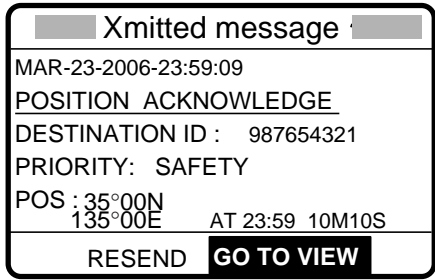 Xmitted message
MAR-23-2006-23:59:09
POSITION ACKNOWLEDGE
DESTINATION ID : 987654321
PRIORITY: SAFETY
POS : 35°00N
135°00E AT 23:59 10M10S
RESEND GO TO VIEW